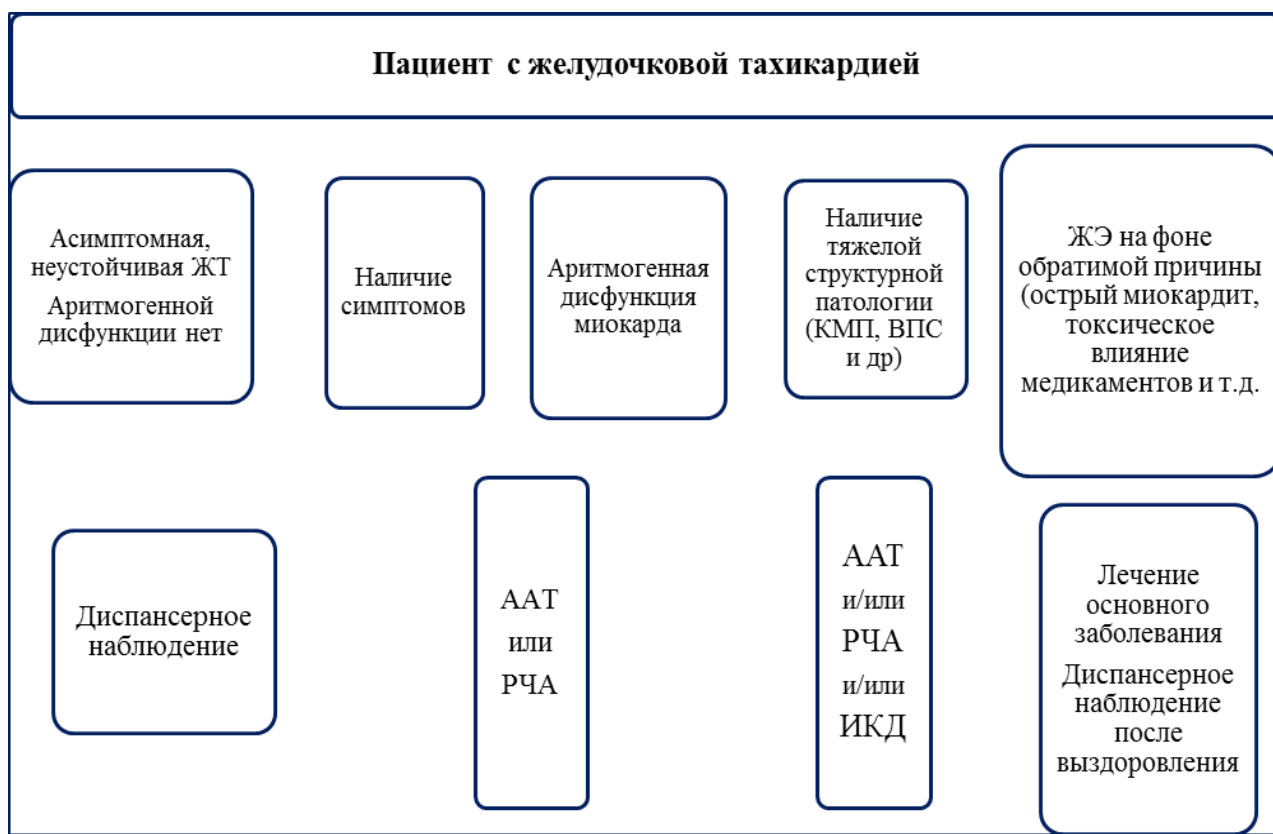 Пациент с желудочковой тахикардией
Асимптомная,
неустойчивая ЖТ
Аритмогенной
дисфункции нет
Наличие
симптомов
Аритмогенная
дисфункция
миокарда
Наличие
тяжелой
структурной
патологии
(КМП, ВПС
и др)
ЖЭ на фоне
обратимой причины
(острый миокардит,
токсическое
влияние
медикаментов и т.д.
Диспансерное
наблюдение
ААТ
или
РЧА
ААТ
и/или
РЧА
и/или
ИКД
Лечение
основного
заболевания
Диспансерное
наблюдение
после
выздоровления